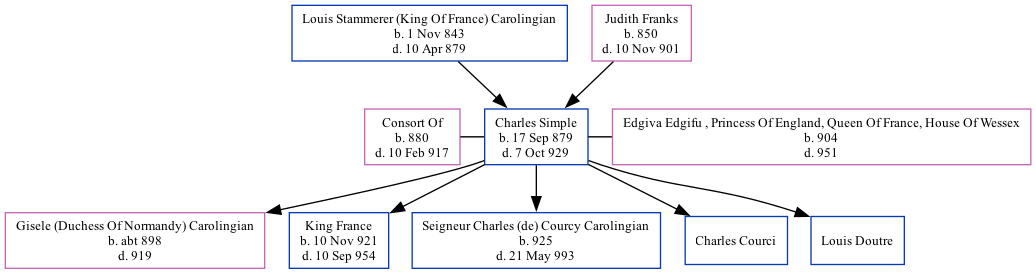 Louis Stammerer (King Of France) Carolingian
b. 1 Nov 843
d. 10 Apr 879
Judith Franks
b. 850
d. 10 Nov 901
Consort Of
b. 880
d. 10 Feb 917
Charles Simple
b. 17 Sep 879
d. 7 Oct 929
Edgiva Edgifu , Princess Of England, Queen Of France, House Of Wessex
b. 904
d. 951
Gisele (Duchess Of Normandy) Carolingian
b. abt 898
d. 919
King France
b. 10 Nov 921
d. 10 Sep 954
Seigneur Charles (de) Courcy Carolingian
b. 925
d. 21 May 993
Charles Courci
Louis Doutre